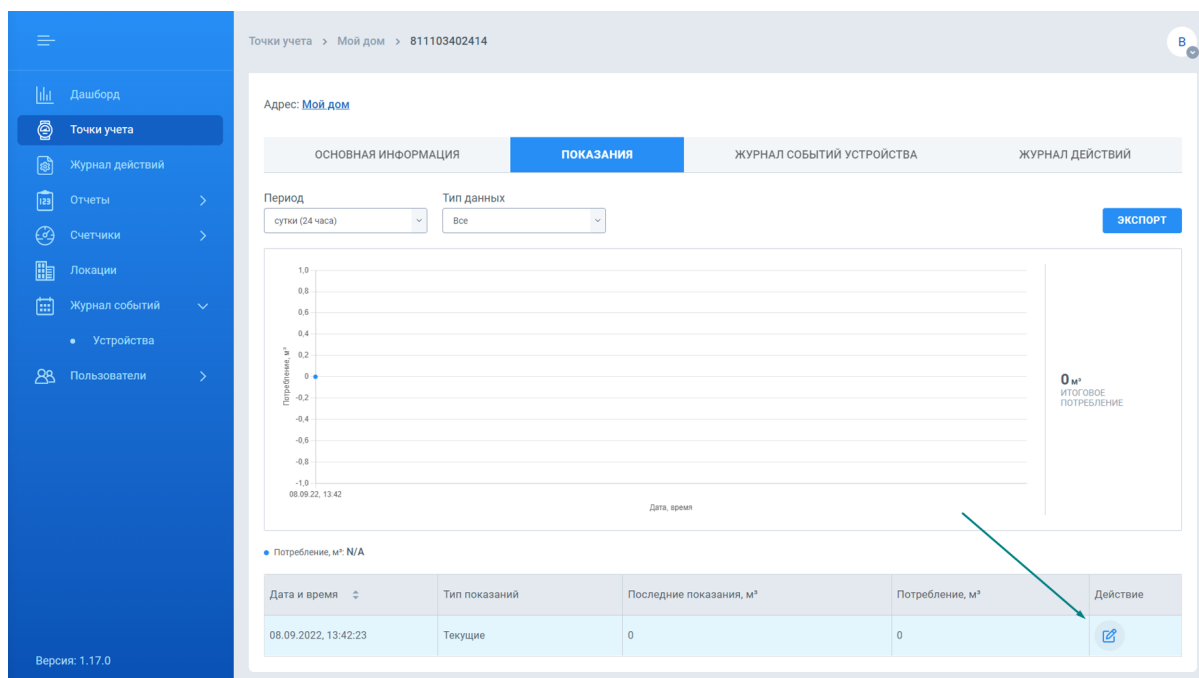 Точки учета > Мой дом > 811103402414
В
Дашборд
Точки учета
Журнал действий
Отчеты
Счетчики
Локации
Журнал событий
Устройства
Пользователи
Версия: 1.17.0
Адрес: Мой дом
ОСНОВНАЯ ИНФОРМАЦИЯ ПОКАЗАНИЯ ЖУРНАЛ СОБЫТИЙ УСТРОЙСТВА ЖУРНАЛ ДЕЙСТВИЙ
Период Тип данных
сутки (24 часа) Все ЭКСПОРТ
1,0
0,8
0,6
0,4
0,2
0
-0,2
-0,4
-0,6
-0,8
-1,0
Потребление, м³
08.09.22, 13:42
Дата, время
0 м³
ИТОГОВОЕ
ПОТРЕБЛЕНИЕ
Потребление, м³: N/A
Дата и время Тип показаний Последние показания, м³ Потребление, м³ Действие
08.09.2022, 13:42:23 Текущие 0 0